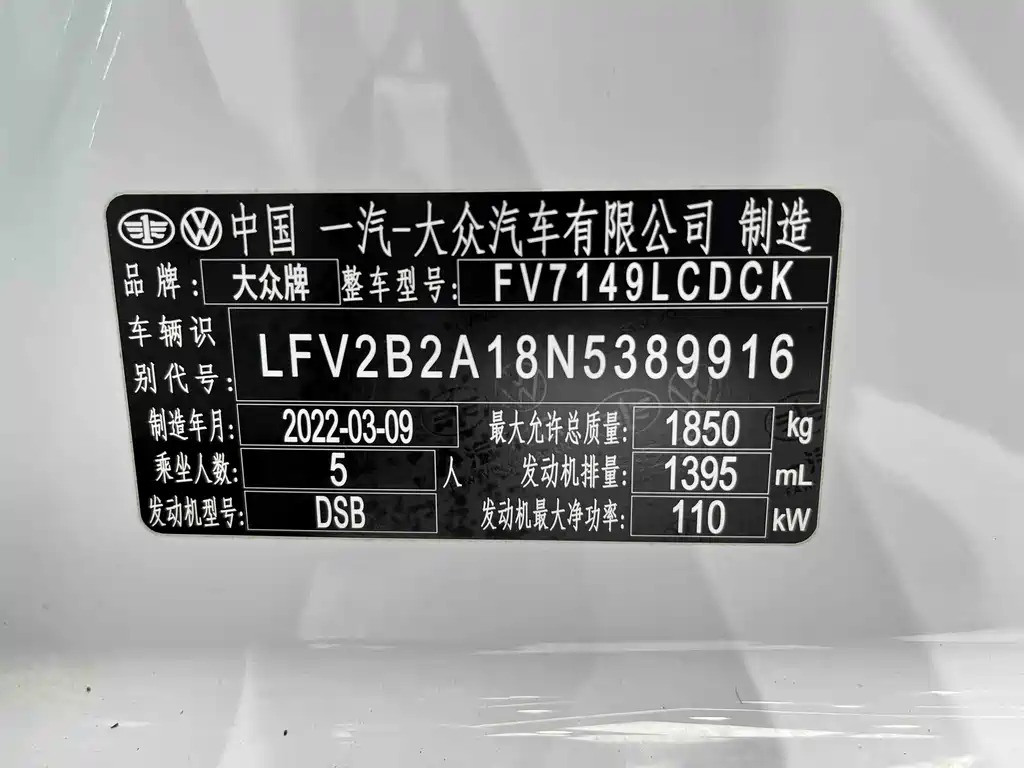 中国 一汽-大众汽车有限公司 制造
品牌: 大众牌 整车型号: FV7149LCDCK
车辆识别代号: LFV2B2A18N5389916
制造年月: 2022-03-09 最大允许总质量: 1850 kg
乘坐人数: 5 人 发动机排量: 1395 mL
发动机型号: DSB 发动机最大净功率: 110 kW